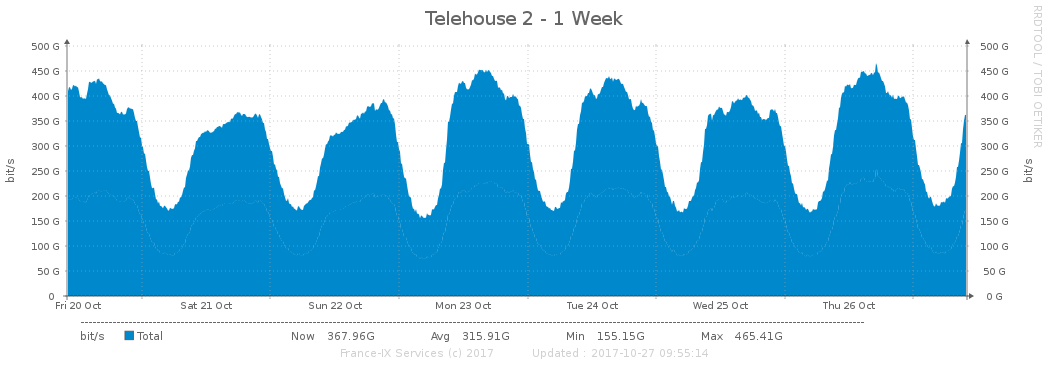 Telehouse 2 - 1 Week
RRDTOOL / TOBI OETIKER
500 G 500 G
450 G 450 G
400 G 400 G
350 G 350 G
300 G 300 G
250 G 250 G
200 G 200 G
150 G 150 G
100 G 100 G
50 G 50 G
0 0 G
bit/s bit/s
Fri 20 Oct Sat 21 Oct Sun 22 Oct Mon 23 Oct Tue 24 Oct Wed 25 Oct Thu 26 Oct
bit/s Total Now 367.96G Avg 315.91G Min 155.15G Max 465.41G
France-IX Services (c) 2017 Updated : 2017-10-27 09:55:14